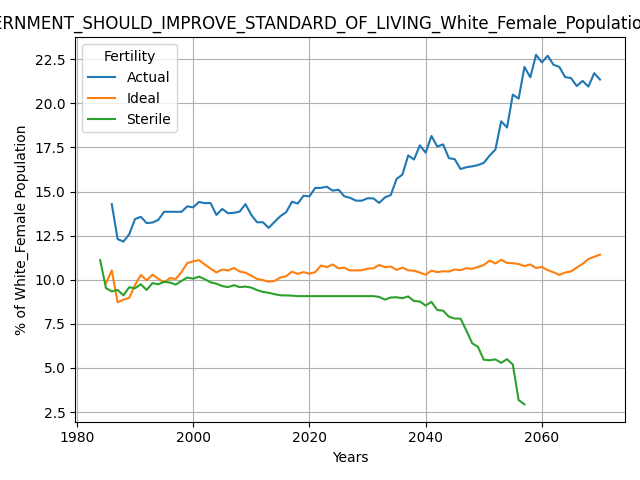 ERNMENT_SHOULD_IMPROVE_STANDARD_OF_LIVING_White_Female_Populatio
Fertility
Actual
Ideal
Sterile
% of White_Female Population
22.5
20.0
17.5
15.0
12.5
10.0
7.5
5.0
2.5
1980 2000 2020 2040 2060
Years